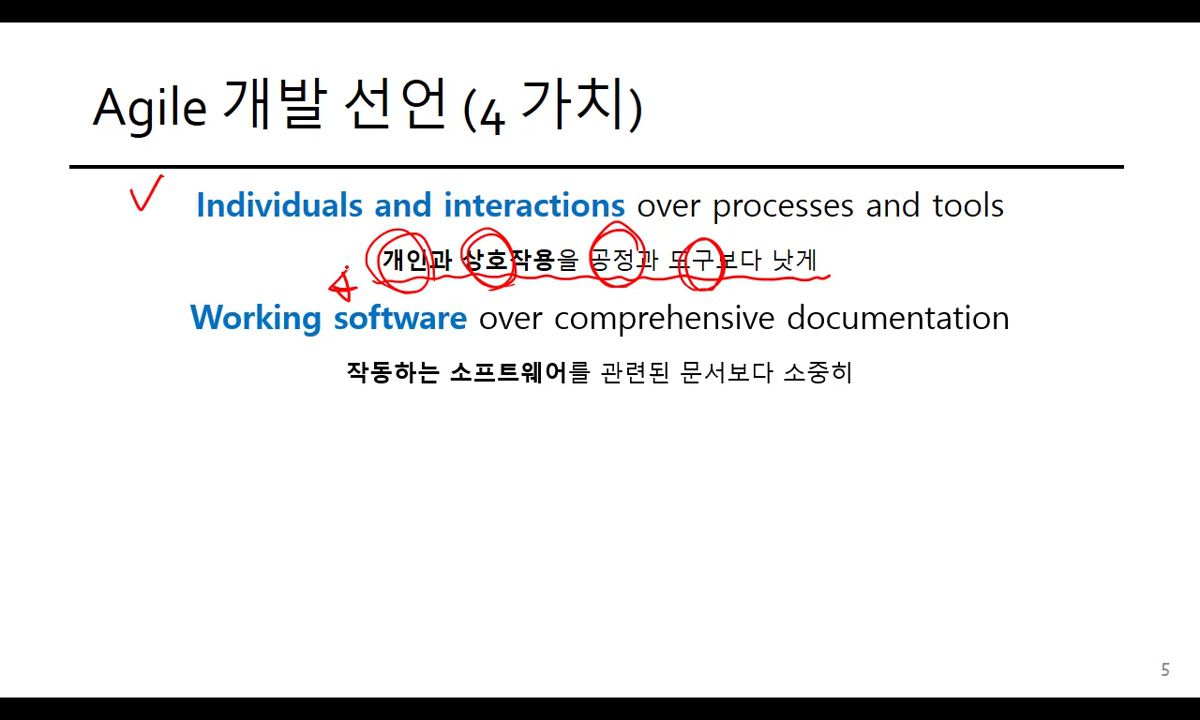 Agile 개발 선언 (4 가치)
Individuals and interactions over processes and tools
개인과 상호작용을 공정과 도구보다 낫게
Working software over comprehensive documentation
작동하는 소프트웨어를 관련된 문서보다 소중히
5